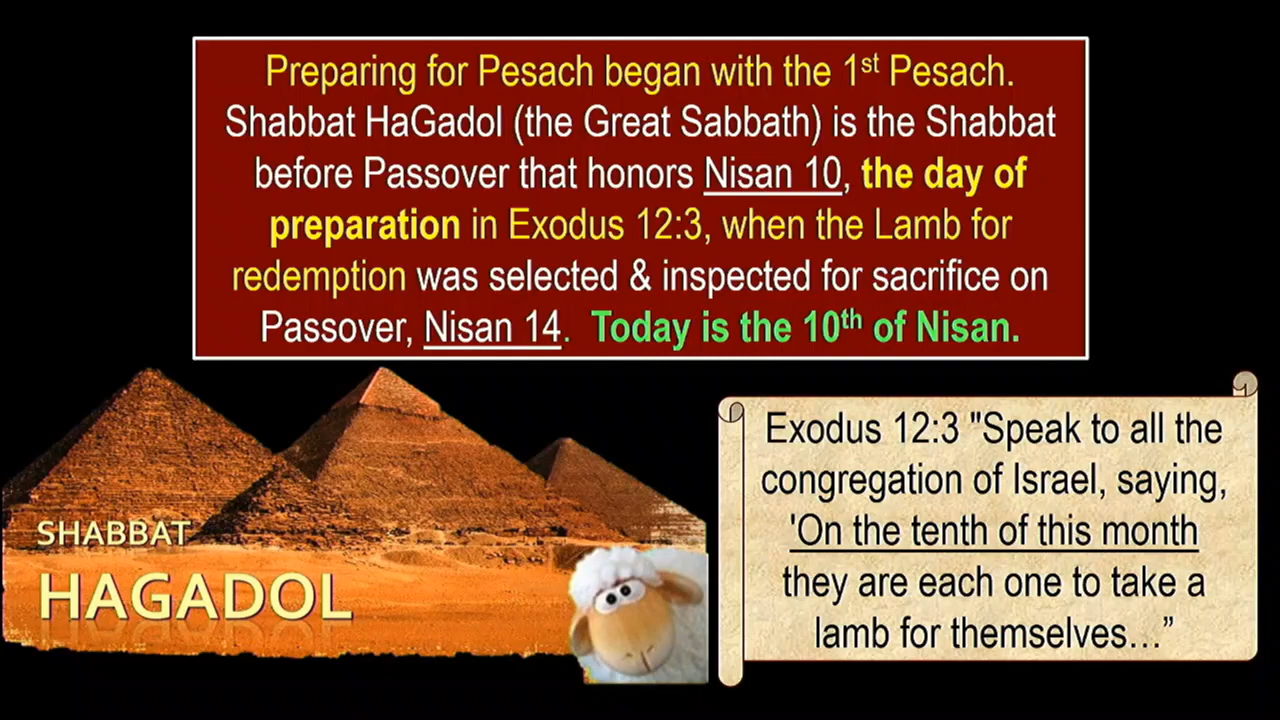 Preparing for Pesach began with the 1st Pesach.
Shabbat HaGadol (the Great Sabbath) is the Shabbat
before Passover that honors Nisan 10, the day of
preparation in Exodus 12:3, when the Lamb for
redemption was selected & inspected for sacrifice on
Passover, Nisan 14. Today is the 10th of Nisan.
SHABBAT
HAGADOL
Exodus 12:3 "Speak to all the
congregation of Israel, saying,
'On the tenth of this month
they are each one to take a
lamb for themselves…”